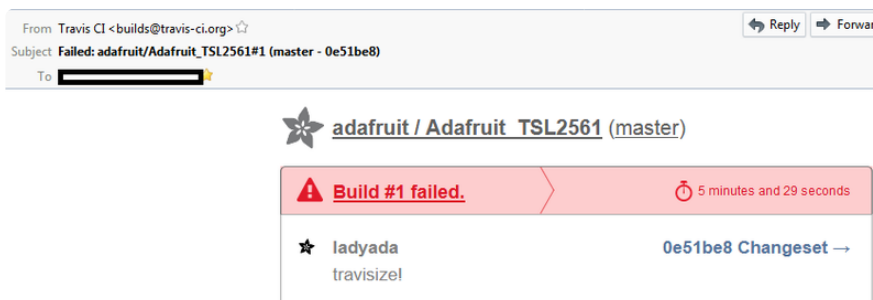 From Travis CI <builds@travis-ci.org>
Reply
Forwar
Subject Failed: adafruit/Adafruit_TSL2561#1 (master - 0e51be8)
To
adafruit / Adafruit_TSL2561 (master)
Build #1 failed.
5 minutes and 29 seconds
ladyada
0e51be8 Changeset →
travisize!